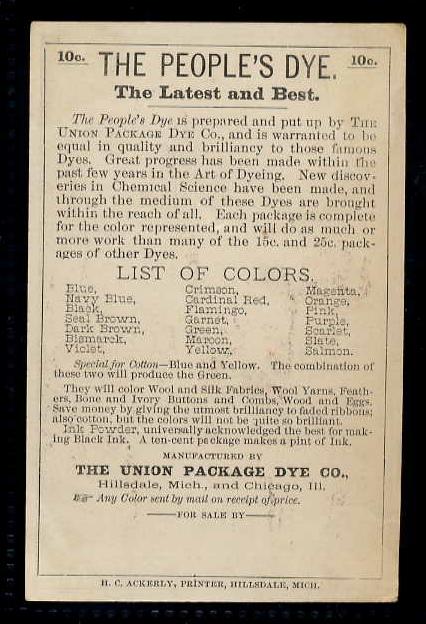 10c. THE PEOPLE'S DYE. 10c.
The Latest and Best.
The People's Dye is prepared and put up by THE
UNION PACKAGE DYE CO., and is warranted to be
equal in quality and brilliancy to those famous
Dyes. Great progress has been made within the
past few years in the Art of Dyeing. New discov-
eries in Chemical Science have been made, and
through the medium of these Dyes are brought
within the reach of all. Each package is complete
for the color represented, and will do as much or
more work than many of the 15c. and 25c. pack-
ages of other Dyes.
LIST OF COLORS.
Blue, Crimson, Magenta,
Navy Blue, Cardinal Red, Orange,
Black, Flamingo, Pink,
Seal Brown, Garnet, Purple,
Dark Brown, Green, Scarlet,
Bismarck, Maroon, Slate,
Violet, Yellow, Salmon.
Special for Cotton—Blue and Yellow. The combination of
these two will produce the Green.
They will color Wool and Silk Fabrics, Wool Yarns, Feath-
ers, Bone and Ivory Buttons and Combs, Wood and Eggs.
Save money by giving the utmost brilliancy to faded ribbons;
also cotton, but the colors will not be quite so brilliant.
Ink Powder, universally acknowledged the best for mak-
ing Black Ink. A ten-cent package makes a pint of Ink.
MANUFACTURED BY
THE UNION PACKAGE DYE CO.,
Hillsdale, Mich., and Chicago, Ill.
☞ Any Color sent by mail on receipt of price.
——FOR SALE BY——
H. C. ACKERLY, PRINTER, HILLSDALE, MICH.